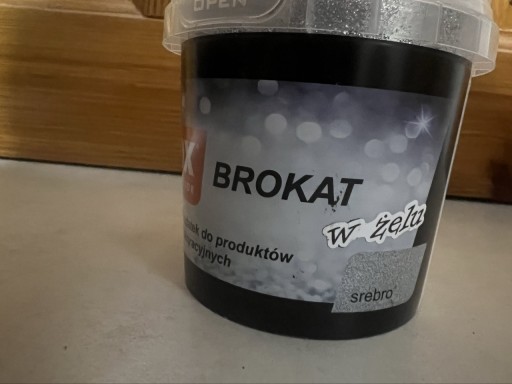 OPEN
X
BROKAT
w żelu
do produktów
srebro